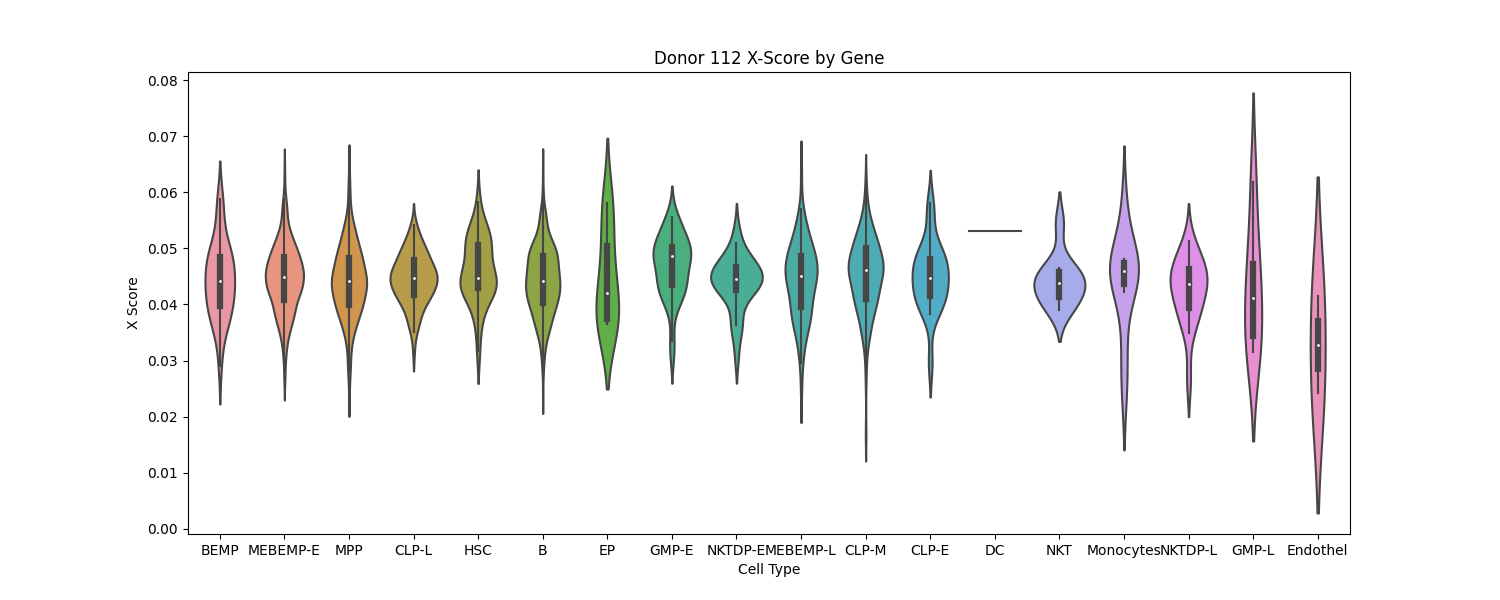 Donor 112 X-Score by Gene
0.08
0.07
0.06
0.05
0.04
0.03
0.02
0.01
0.00
X Score
BEMP MEBEMP-E MPP CLP-L HSC B EP GMP-E NKTDP-E MEBEMP-L CLP-M CLP-E DC NKT Monocytes NKTDP-L GMP-L Endothel
Cell Type